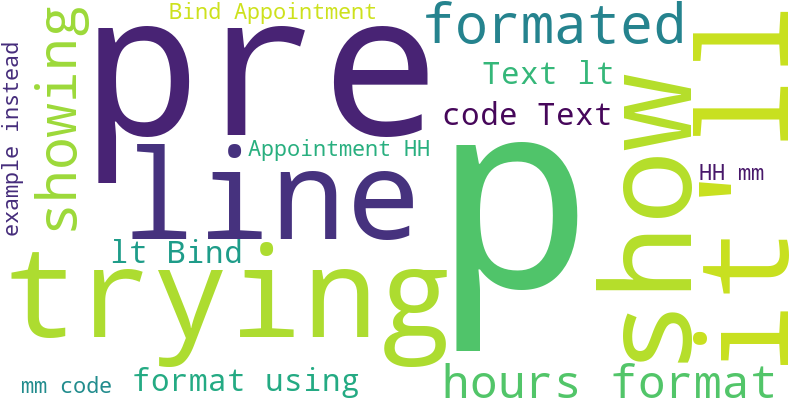 Bind Appointment
pre
formated
it'll
showing
example instead
Text lt
code Text
show
line
Appointment HH
p
HH mm
lt Bind
trying
mm code
format using
hours format